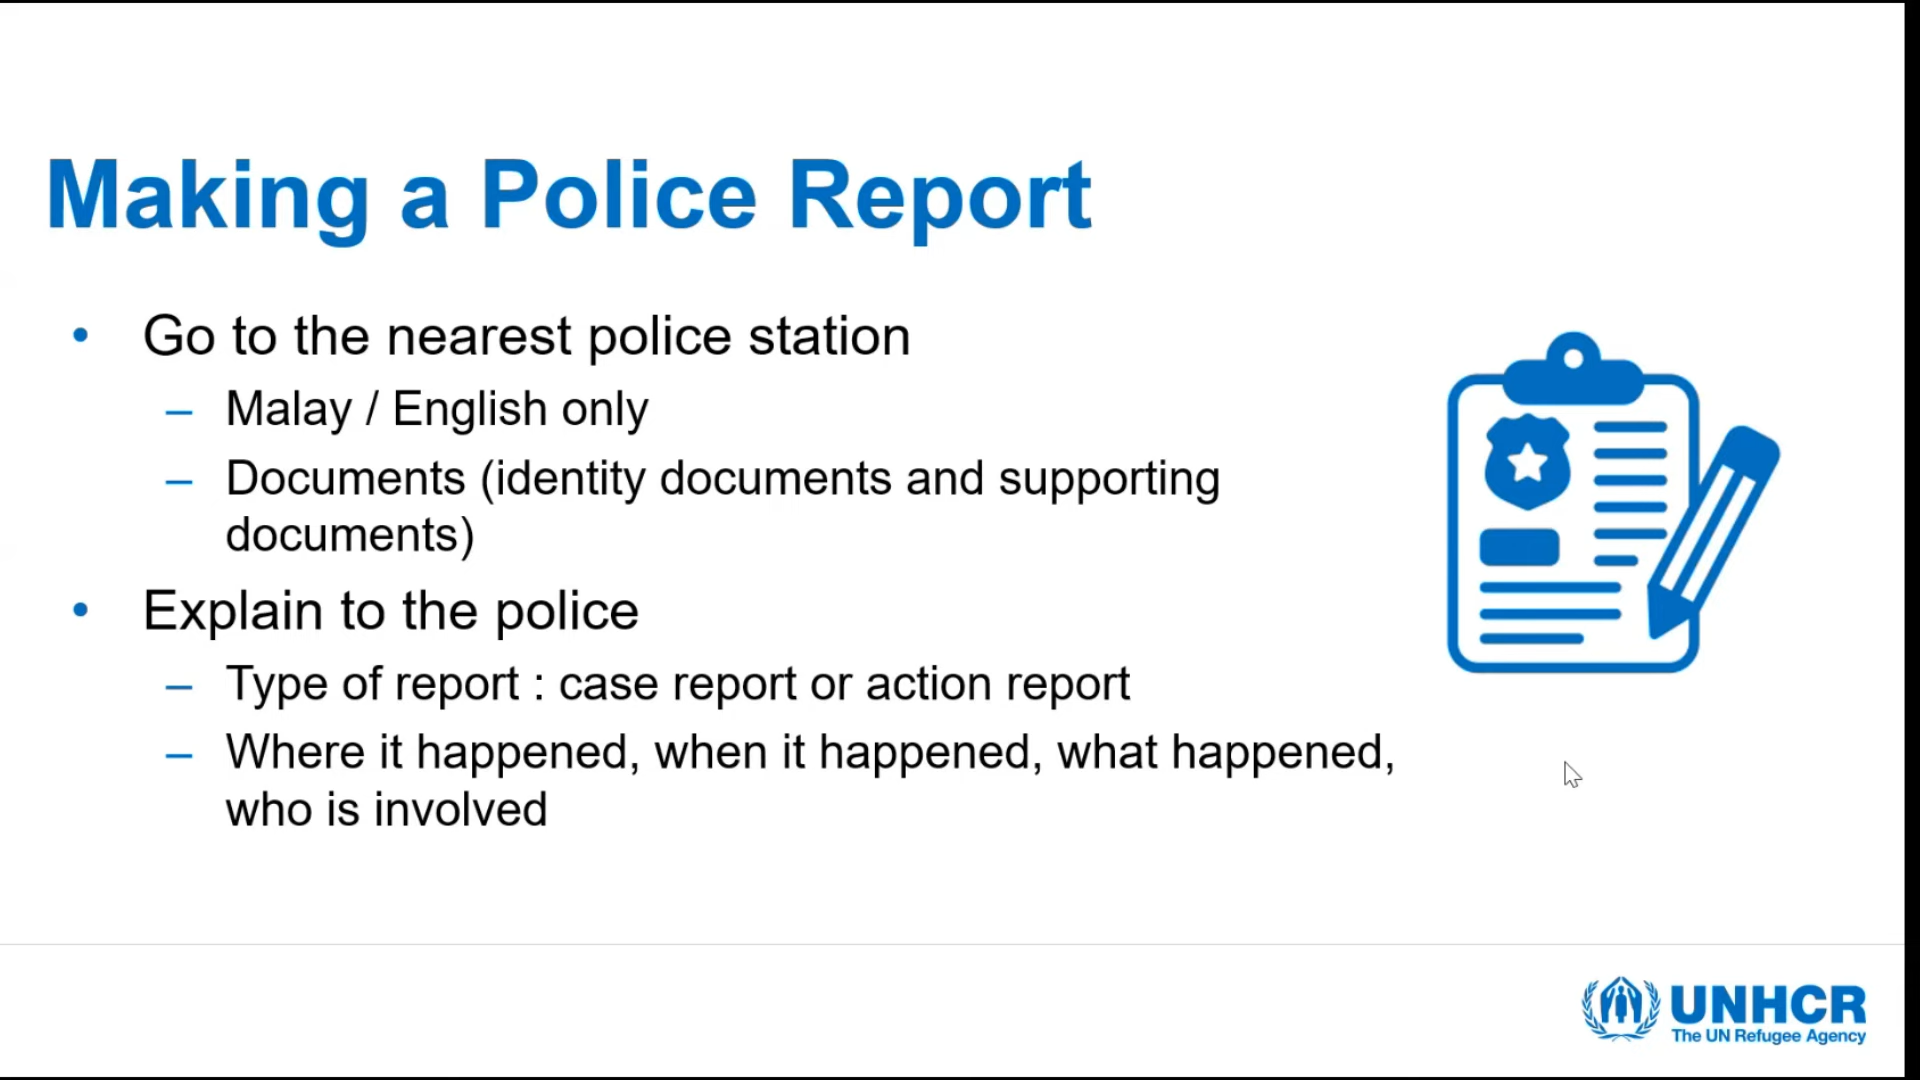 Making a Police Report
• Go to the nearest police station
– Malay / English only
– Documents (identity documents and supporting
documents)
• Explain to the police
– Type of report : case report or action report
– Where it happened, when it happened, what happened,
who is involved
UNHCR
The UN Refugee Agency